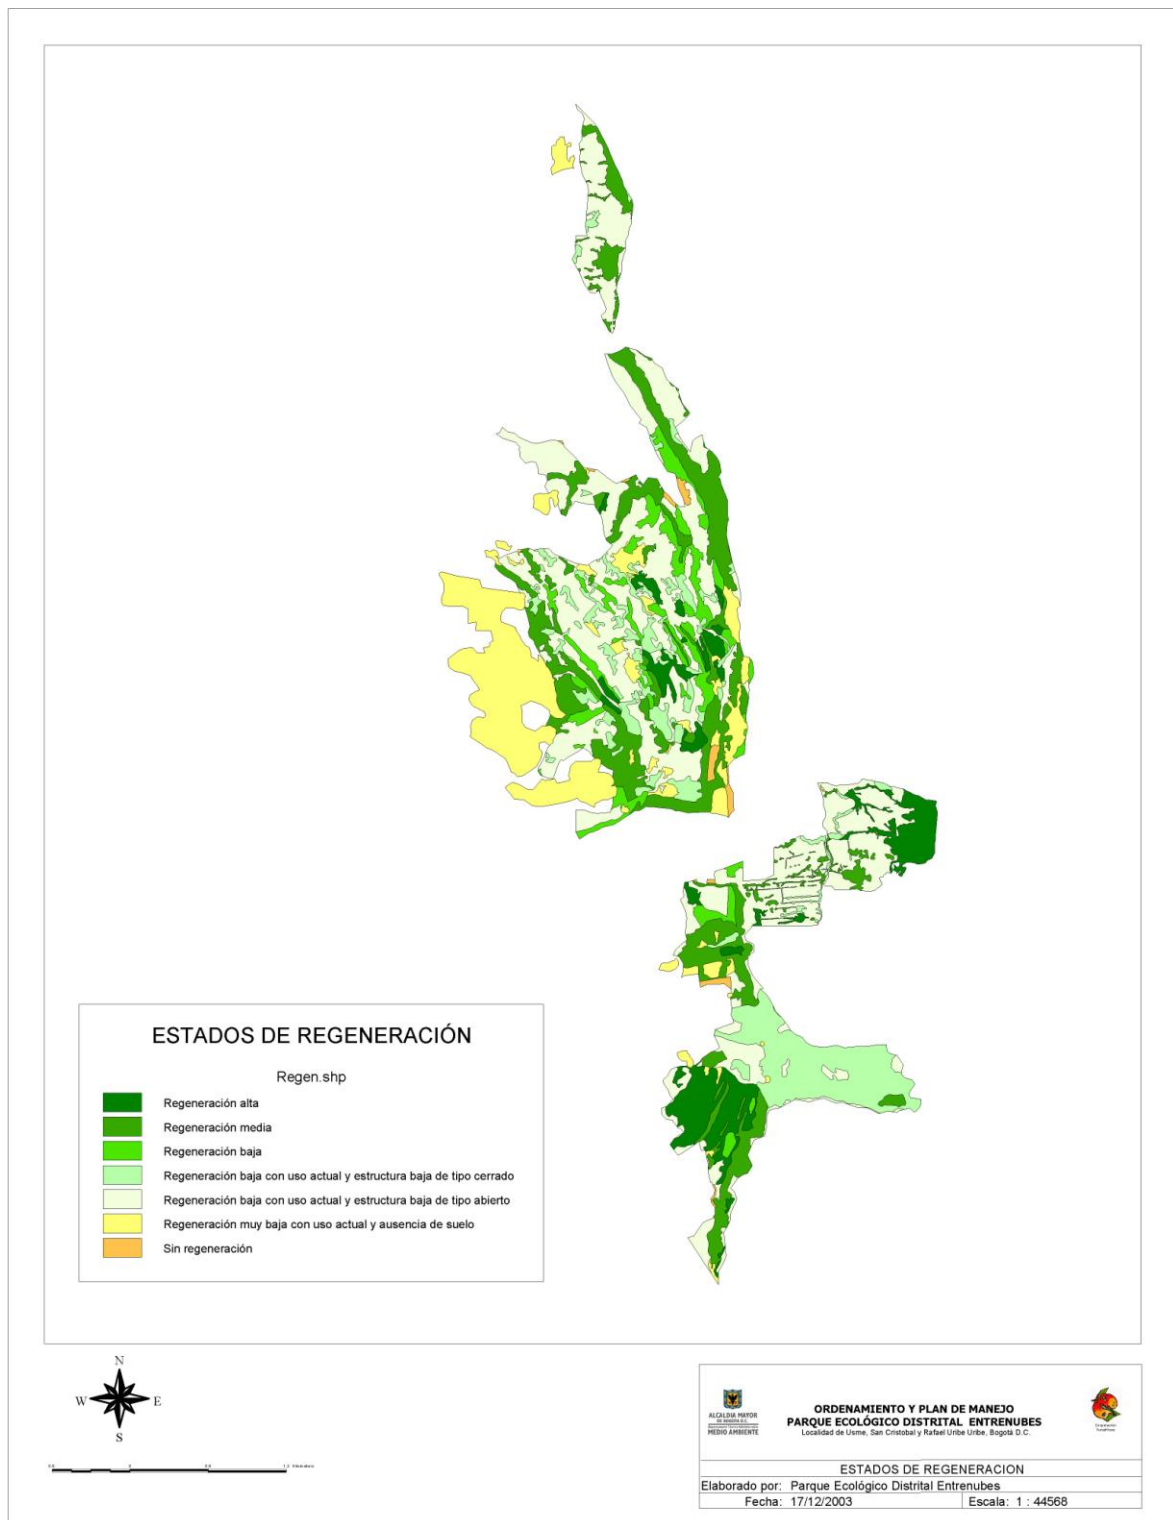 ESTADOS DE REGENERACIÓN
Regen.shp
Regeneración alta
Regeneración media
Regeneración baja
Regeneración baja con uso actual y estructura baja de tipo cerrado
Regeneración baja con uso actual y estructura baja de tipo abierto
Regeneración muy baja con uso actual y ausencia de suelo
Sin regeneración
N
W E
S
ALCALDIA MAYOR
DE BOGOTA D.C.
MEDIO AMBIENTE
ORDENAMIENTO Y PLAN DE MANEJO
PARQUE ECOLÓGICO DISTRITAL ENTRENUBES
Localidad de Usme, San Cristobal y Rafael Uribe Uribe, Bogotá D.C.
ESTADOS DE REGENERACION
Elaborado por: Parque Ecológico Distrital Entrenubes
Fecha: 17/12/2003 Escala: 1 : 44568